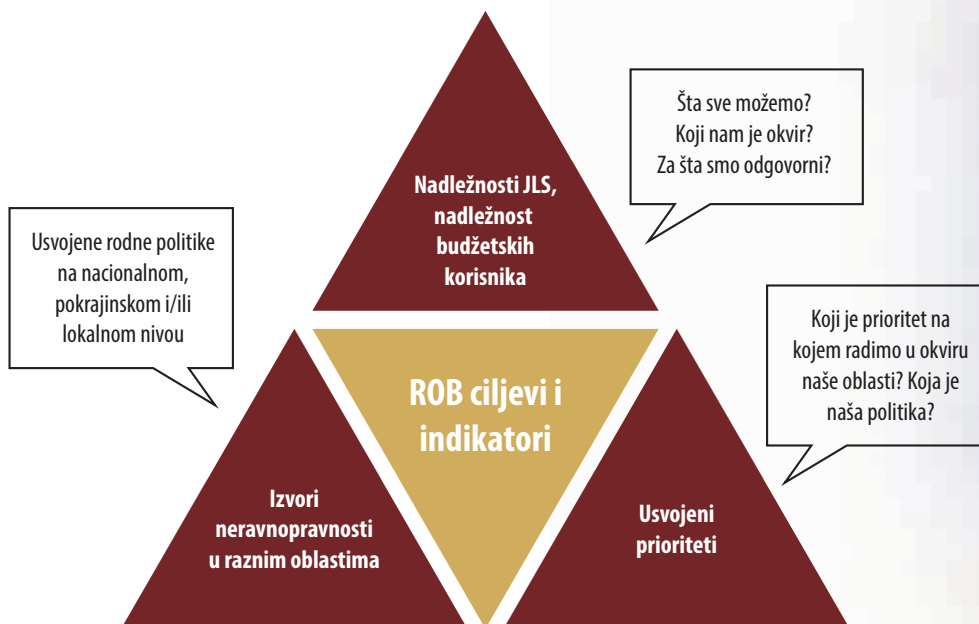 Šta sve možemo?
Koji nam je okvir?
Za šta smo odgovorni?
Nadležnosti JLS,
nadležnost
budžetskih
korisnika
Usvojene rodne politike
na nacionalnom,
pokrajinskom i/ili
lokalnom nivou
Koji je prioritet na
kojem radimo u okviru
naše oblasti? Koja je
naša politika?
ROB ciljevi i
indikatori
Izvori
neravnopravnosti
u raznim oblastima
Usvojeni
prioriteti